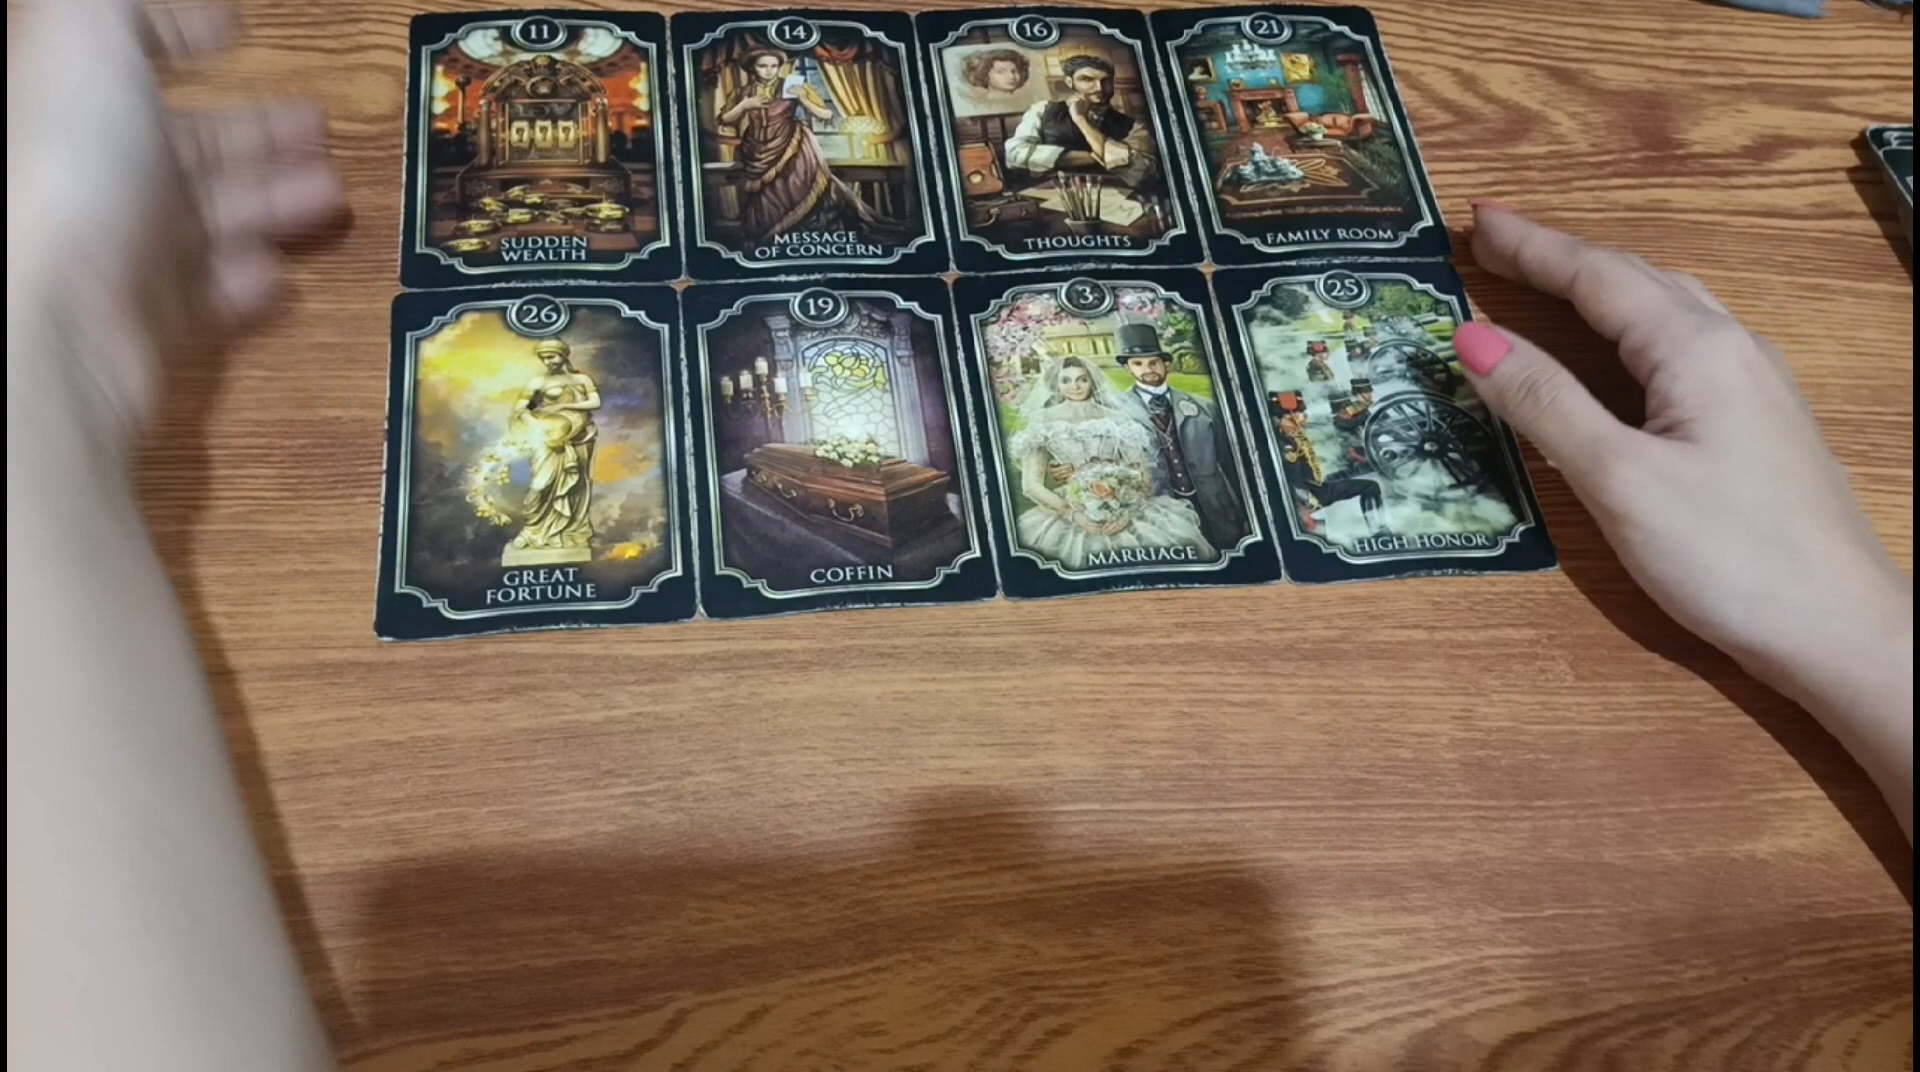 11
SUDDEN
WEALTH
14
MESSAGE
OF CONCERN
16
THOUGHTS
21
FAMILY ROOM
26
GREAT
FORTUNE
19
COFFIN
3
MARRIAGE
25
HIGH HONOR
777